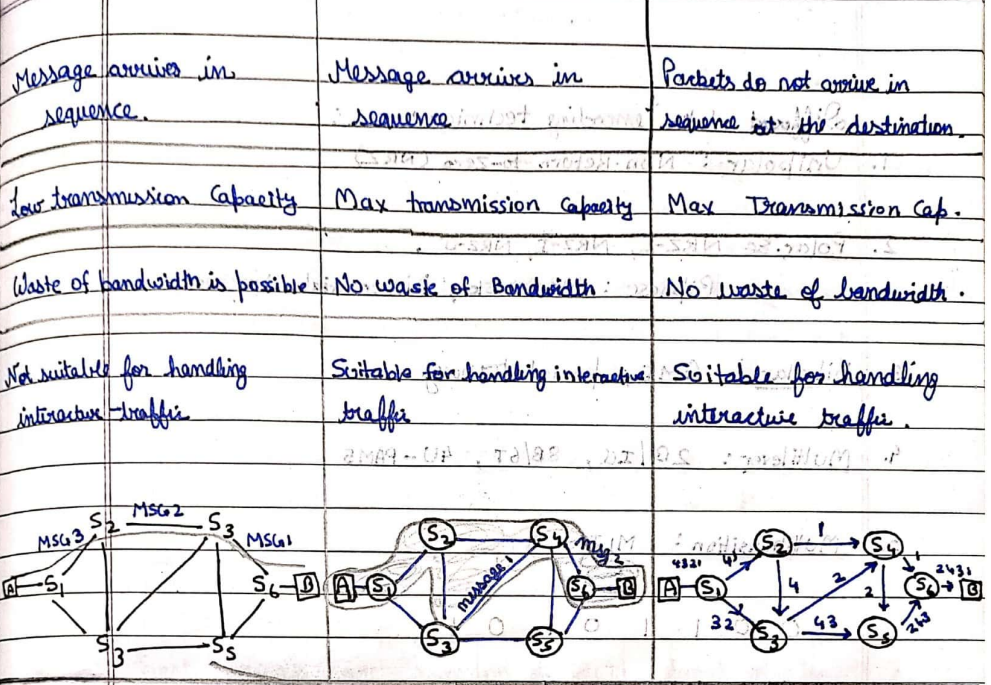 Message arrives in
sequence.
Message arrives in
sequence
Packets do not arrive in
sequence at the destination.
Low transmission Capacity
Max transmission Capacity
Max Transmission Cap.
Waste of bandwidth is possible
No waste of Bandwidth
No waste of bandwidth.
Not suitable for handling
interactive traffic
Suitable for handling interactive
traffic
Suitable for handling
interactive traffic.
MSG3 S2 MSG2 S3 MSG1
A S1 S6 B
S3 S5
S2 S4 msg2
A S1 message 1 S6 B
S3 S5
S2 1 S4
4321 41 1 2431
A S1 4 2 2 S6 B
32 S3 43 S5 243